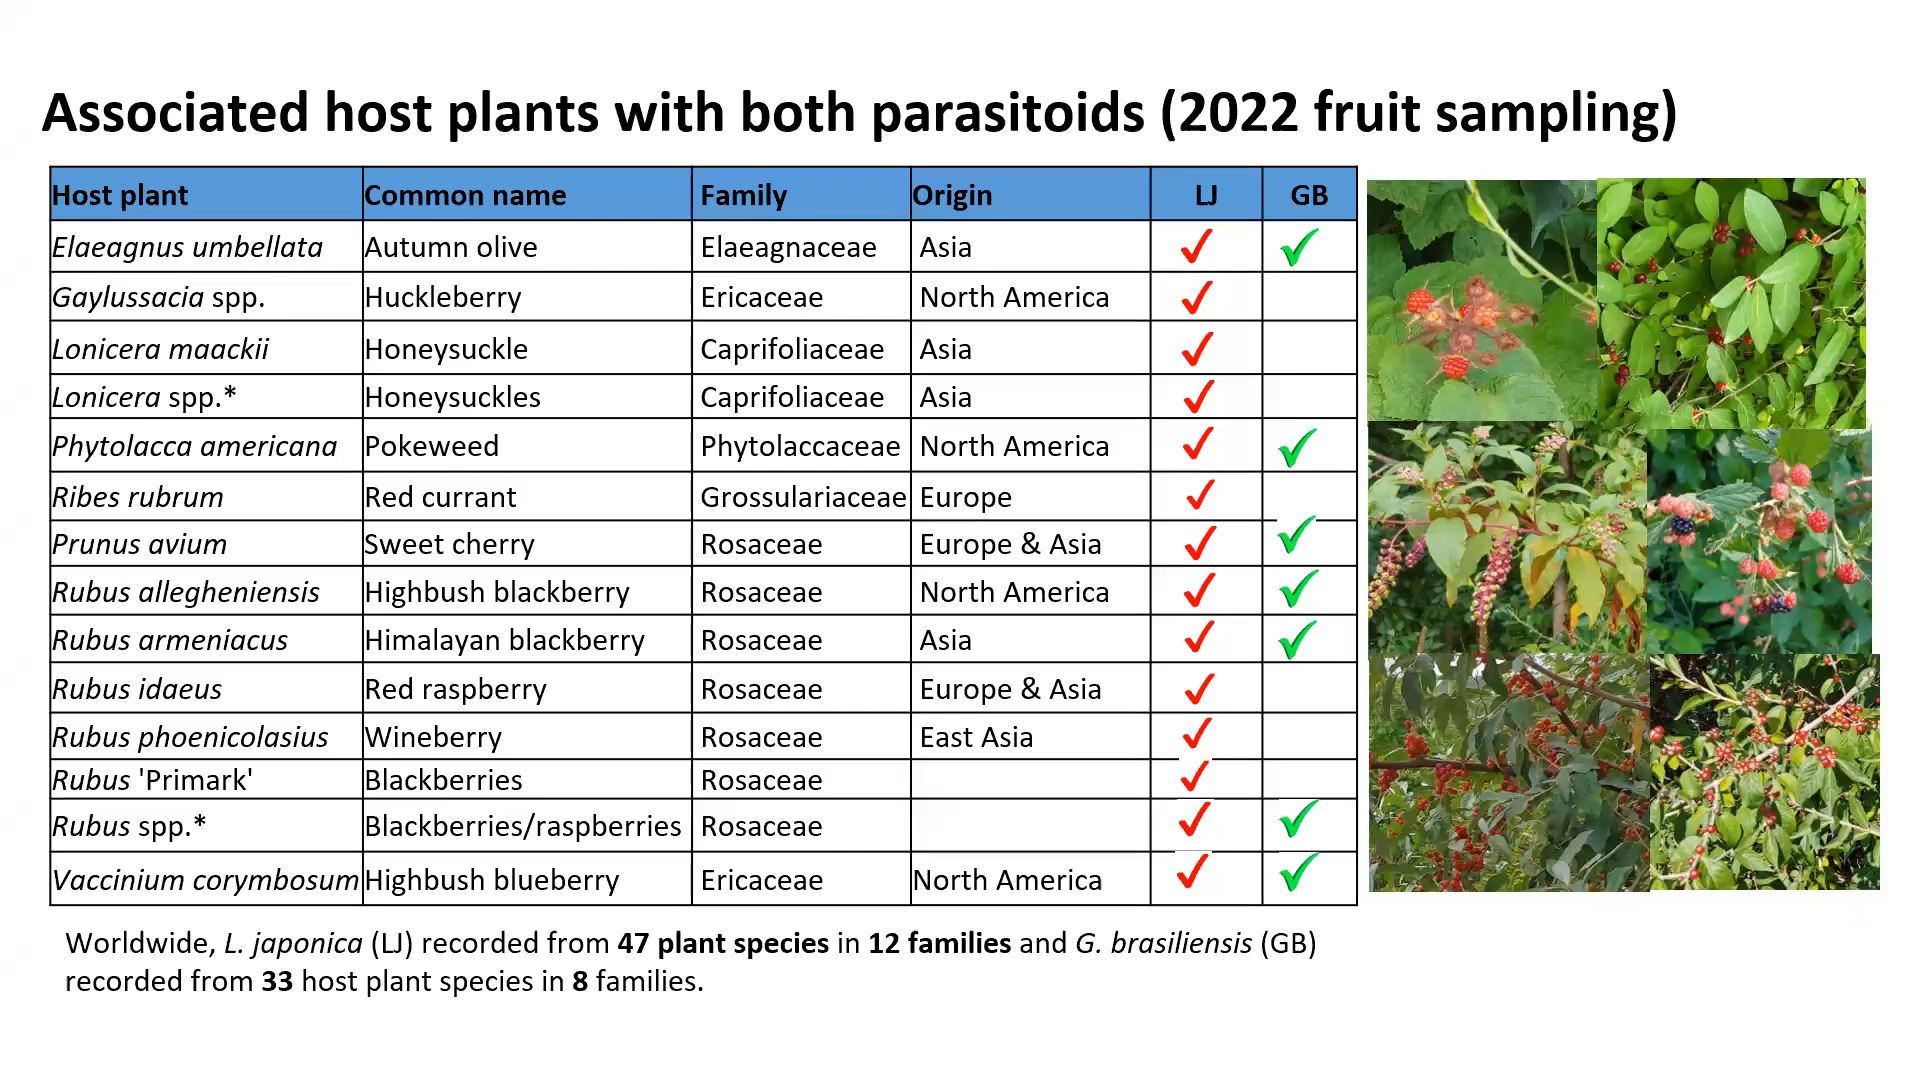 Associated host plants with both parasitoids (2022 fruit sampling)
Host plant Common name Family Origin LJ GB
Elaeagnus umbellata Autumn olive Elaeagnaceae Asia ✓ ✓
Gaylussacia spp. Huckleberry Ericaceae North America ✓
Lonicera maackii Honeysuckle Caprifoliaceae Asia ✓
Lonicera spp.* Honeysuckles Caprifoliaceae Asia ✓
Phytolacca americana Pokeweed Phytolaccaceae North America ✓ ✓
Ribes rubrum Red currant Grossulariaceae Europe ✓
Prunus avium Sweet cherry Rosaceae Europe & Asia ✓ ✓
Rubus allegheniensis Highbush blackberry Rosaceae North America ✓ ✓
Rubus armeniacus Himalayan blackberry Rosaceae Asia ✓ ✓
Rubus idaeus Red raspberry Rosaceae Europe & Asia ✓
Rubus phoenicolasius Wineberry Rosaceae East Asia ✓
Rubus 'Primark' Blackberries Rosaceae ✓
Rubus spp.* Blackberries/raspberries Rosaceae ✓ ✓
Vaccinium corymbosum Highbush blueberry Ericaceae North America ✓ ✓
Worldwide, L. japonica (LJ) recorded from 47 plant species in 12 families and G. brasiliensis (GB)
recorded from 33 host plant species in 8 families.